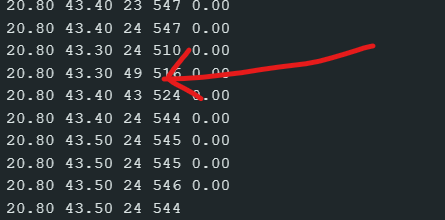 20.80 43.40 23 547 0.00
20.80 43.40 24 547 0.00
20.80 43.30 24 510 0.00
20.80 43.30 49 516 0.00
20.80 43.40 43 524 0.00
20.80 43.40 24 544 0.00
20.80 43.50 24 545 0.00
20.80 43.50 24 545 0.00
20.80 43.50 24 546 0.00
20.80 43.50 24 544